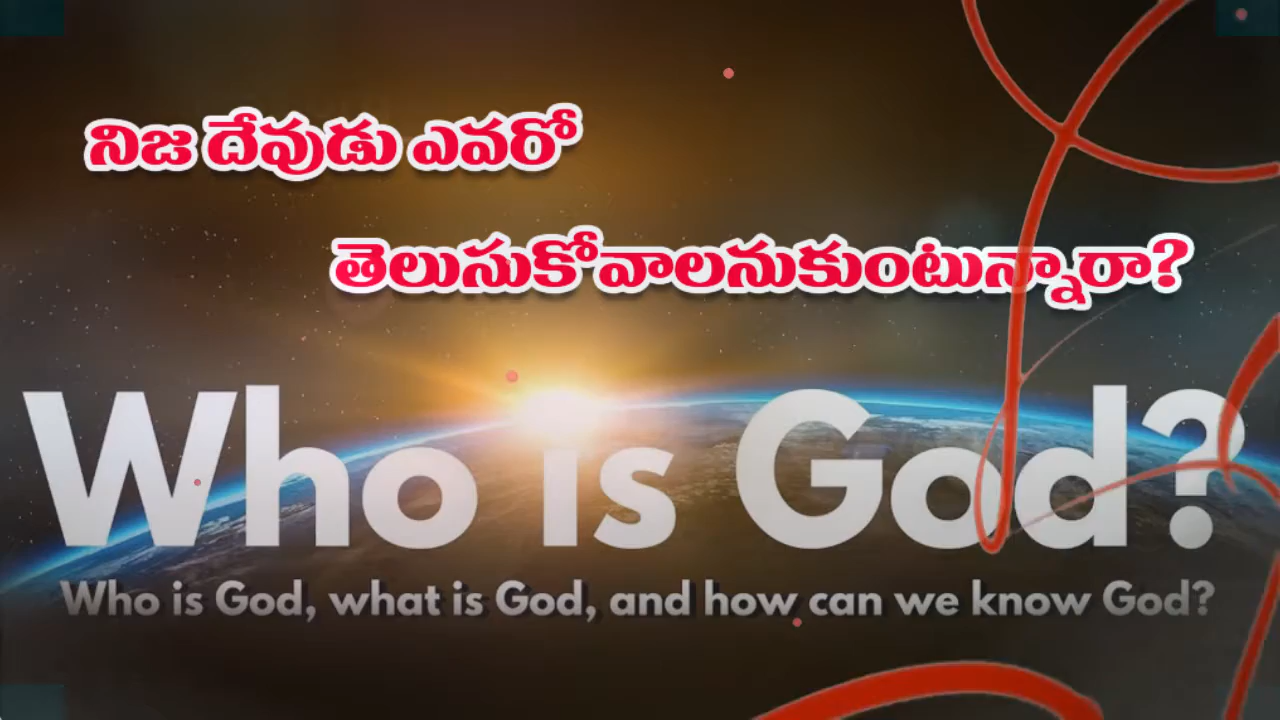 నిజ దేవుడు ఎవరో
తెలుసుకోవాలనుకుంటున్నారా?
Who is God?
Who is God, what is God, and how can we know God?